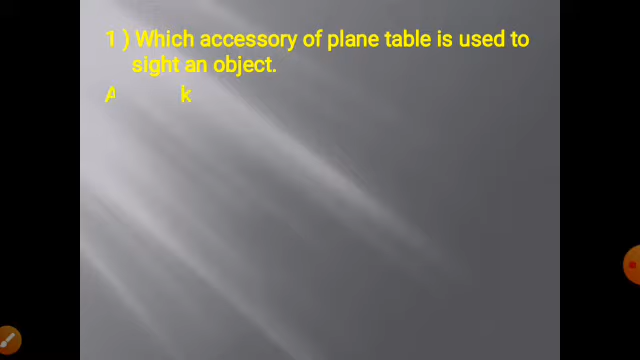 1 ) Which accessory of plane table is used to
sight an object.